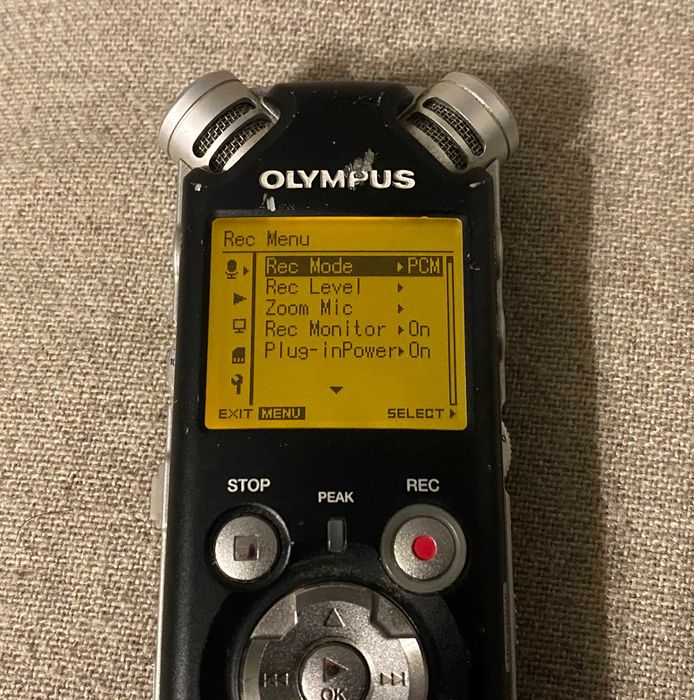 OLYMPUS
Rec Menu
Rec Mode PCM
Rec Level
Zoom Mic
Rec Monitor On
Plug-inPower On
EXIT MENU SELECT
STOP PEAK REC
OK